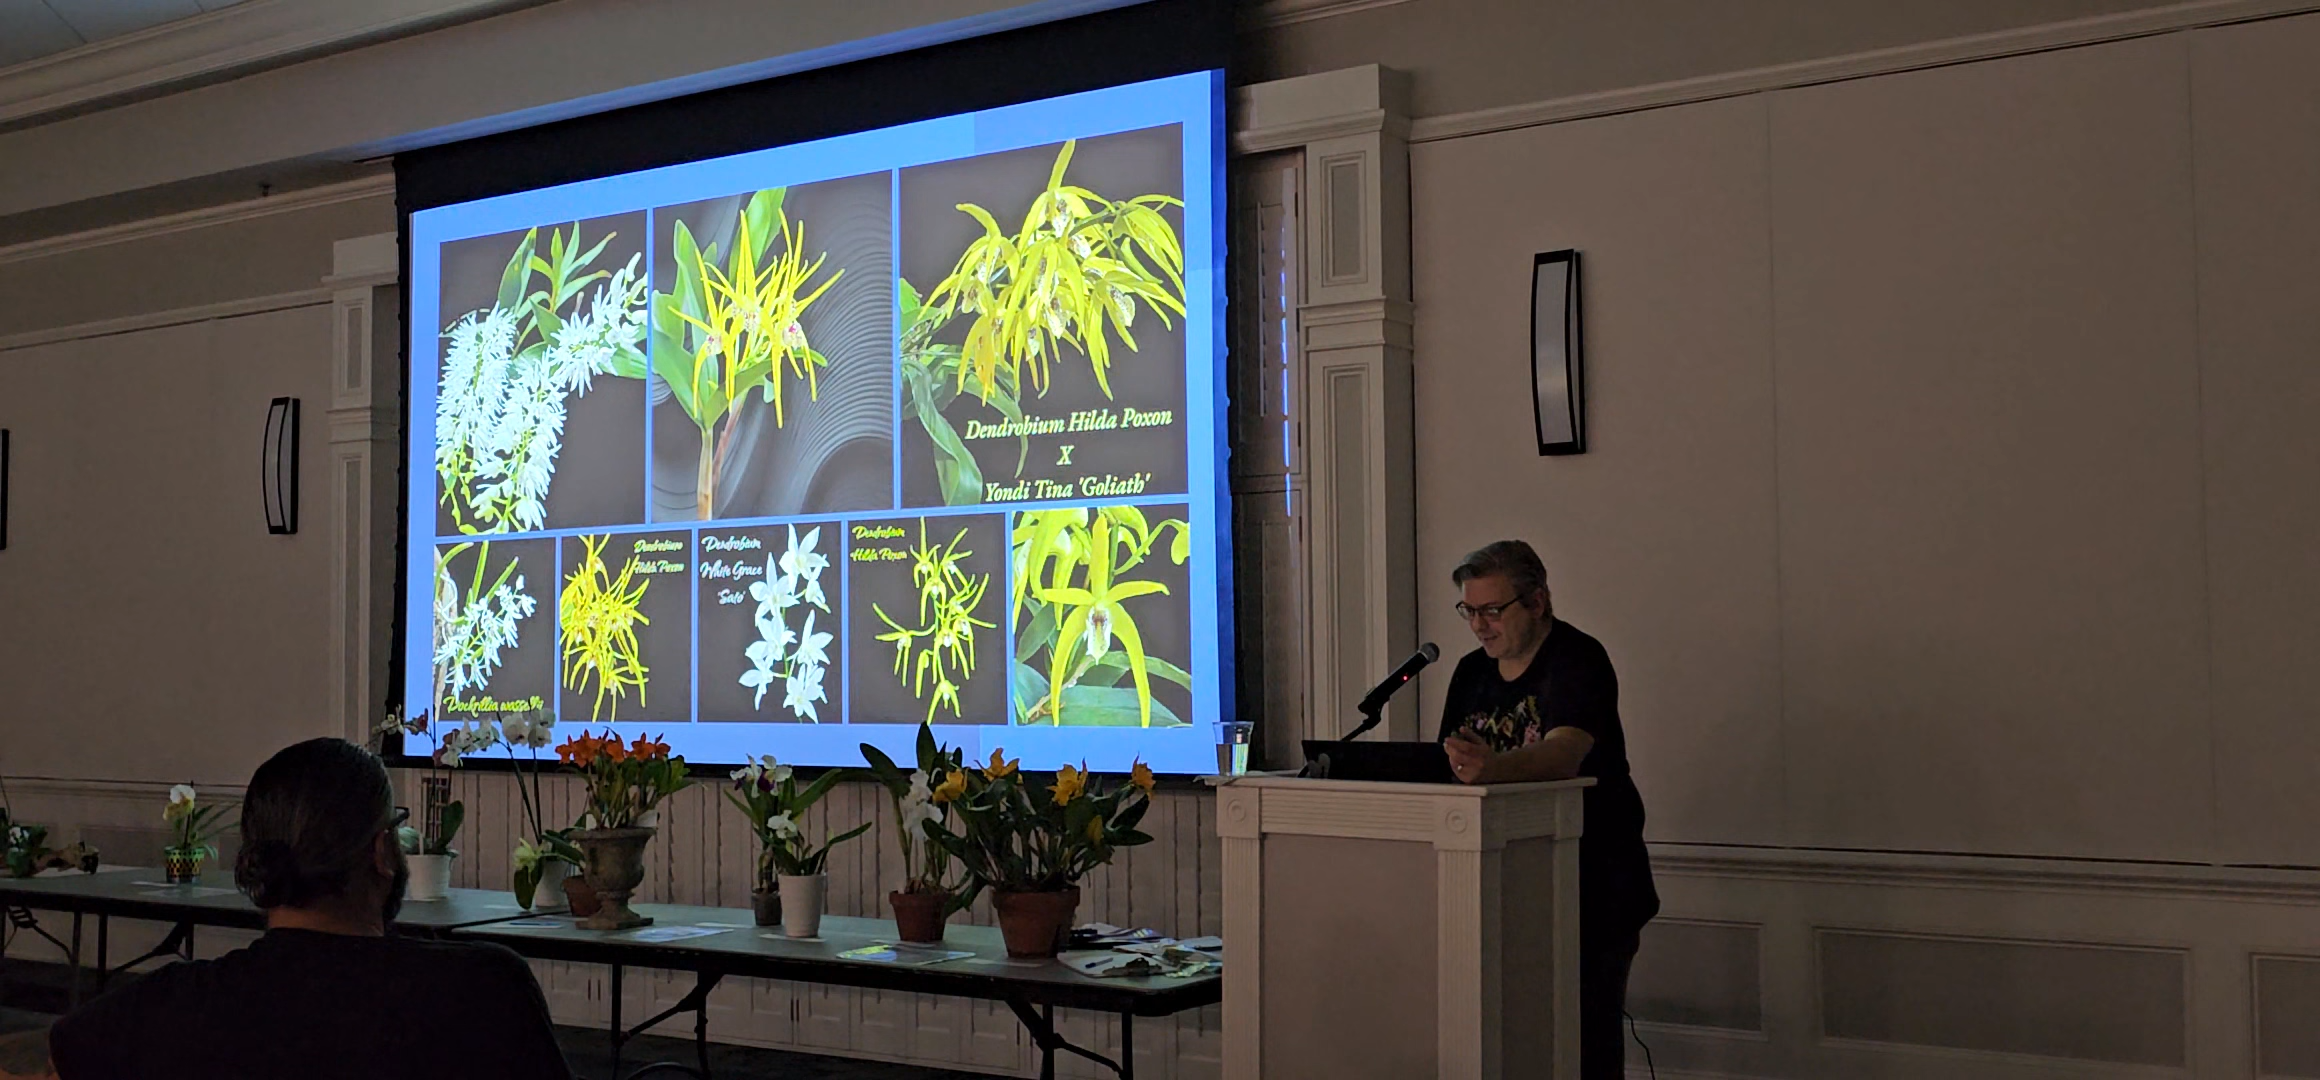 Dendrobium Hilda Poxon
X
Yondi Tina 'Goliath'
Dendrobium
Hilda Poxon
Dendrobium
White Grace
'Sato'
Dendrobium
Hilda Poxon
Dockrillia wassellii